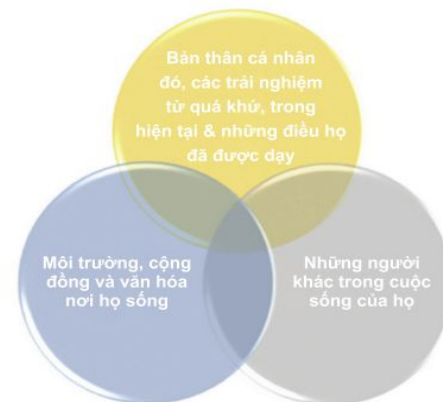 Bản thân cá nhân
đó, các trải nghiệm
từ quá khứ, trong
hiện tại & những điều họ
đã được dạy
Môi trường, cộng
đồng và văn hóa
nơi họ sống
Những người
khác trong cuộc
sống của họ